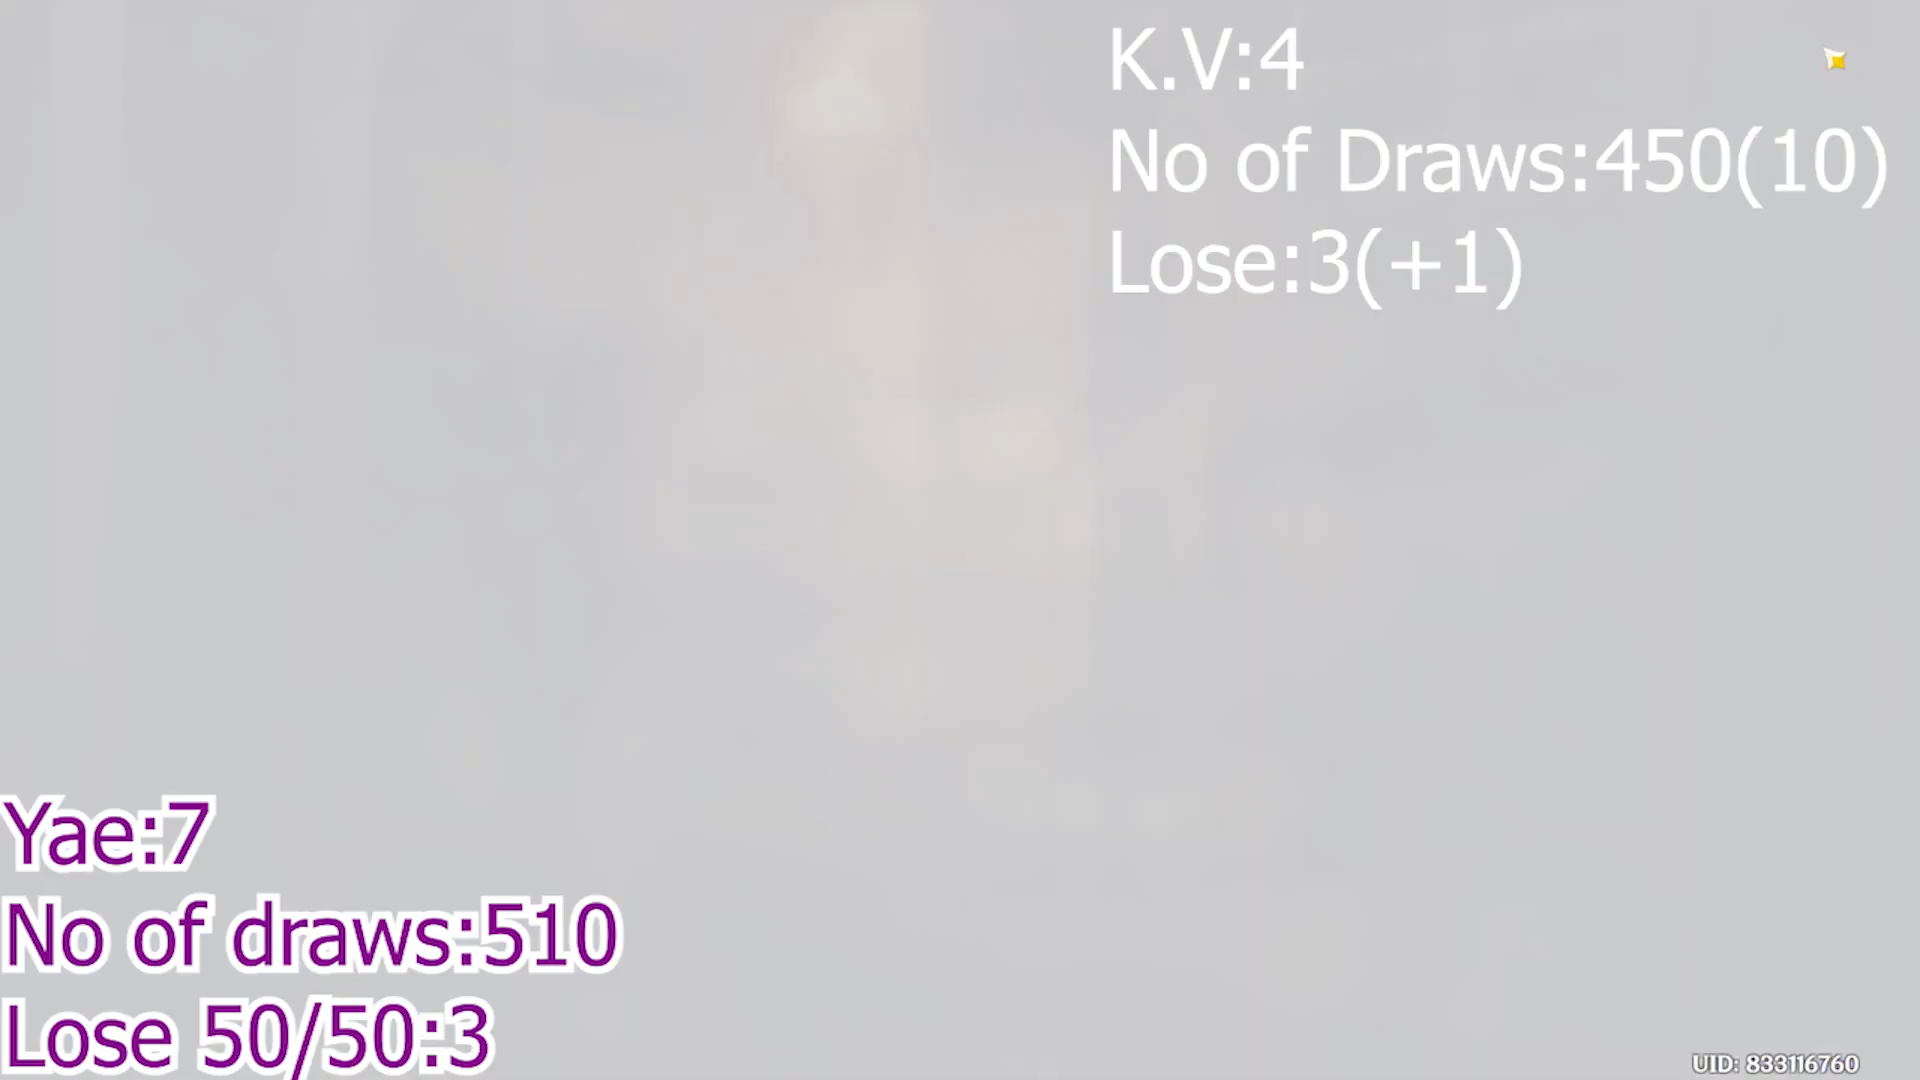 K.V:4
No of Draws:450(10)
Lose:3(+1)
Yae:7
No of draws:510
Lose 50/50:3
UID: 833116760